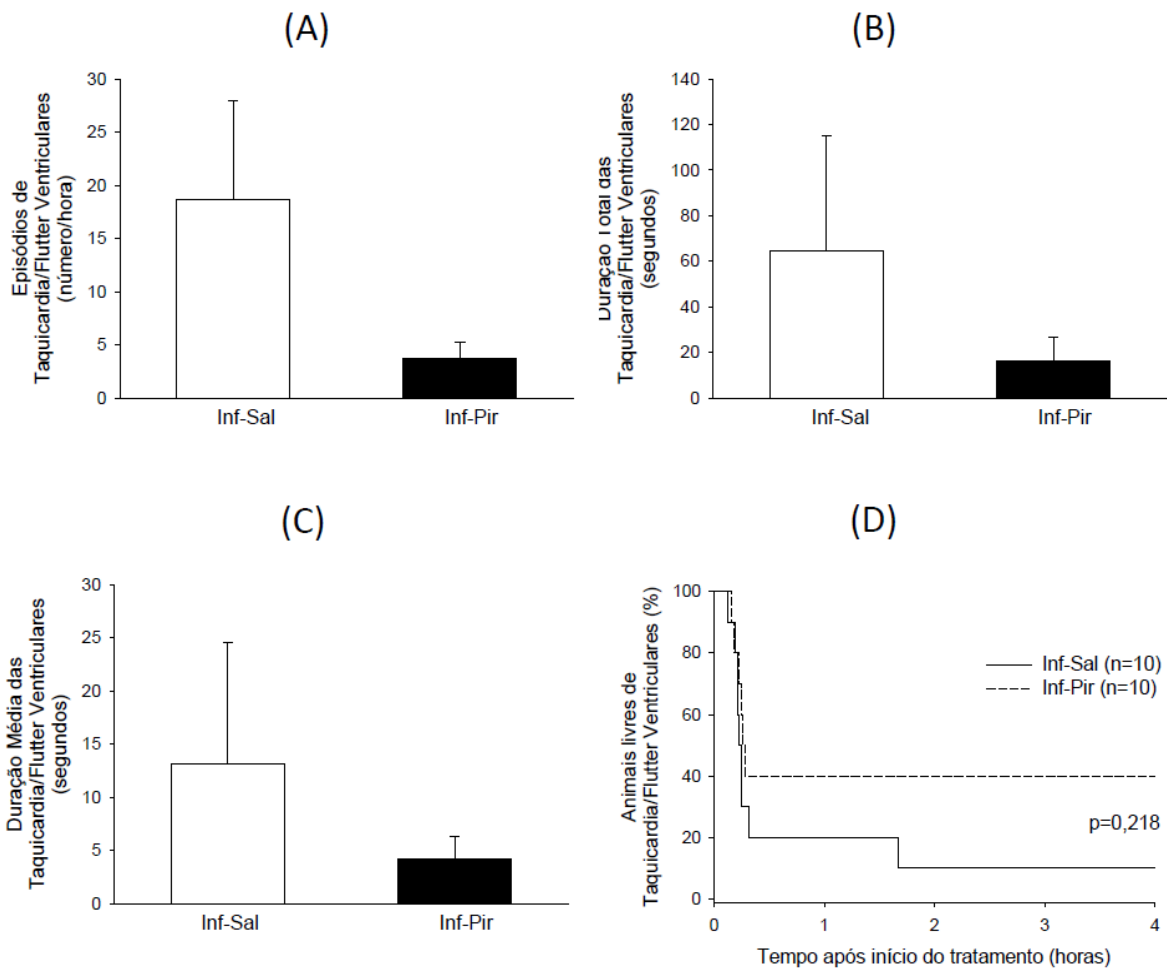 (A)
Episódios de
Taquicardia/Flutter Ventriculares
(número/hora)
30
25
20
15
10
5
0
Inf-Sal
Inf-Pir
(B)
Duração Total das
Taquicardia/Flutter Ventriculares
(segundos)
140
120
100
80
60
40
20
0
Inf-Sal
Inf-Pir
(C)
Duração Média das
Taquicardia/Flutter Ventriculares
(segundos)
30
25
20
15
10
5
0
Inf-Sal
Inf-Pir
(D)
Animais livres de
Taquicardia/Flutter Ventriculares (%)
100
80
60
40
20
0
Inf-Sal (n=10)
Inf-Pir (n=10)
p=0,218
0
1
2
3
4
Tempo após início do tratamento (horas)